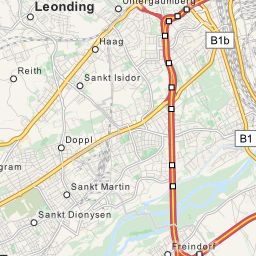 Leonding
Untergaumberg
Haag
B1b
Reith
Sankt Isidor
Doppl
B1
gram
Sankt Martin
Sankt Dionysen
Freindorf